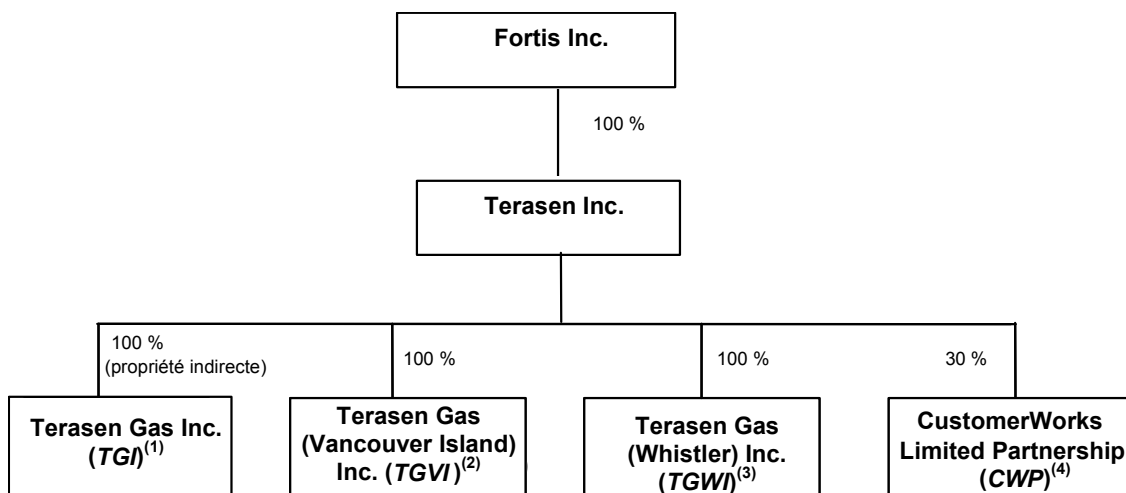 Fortis Inc.
100 %
Terasen Inc.
100 %
(propriété indirecte)
100 %
100 %
30 %
Terasen Gas Inc.
(TGI)(1)
Terasen Gas
(Vancouver Island)
Inc. (TGVI )(2)
Terasen Gas
(Whistler) Inc.
(TGWI)(3)
CustomerWorks
Limited Partnership
(CWP)(4)